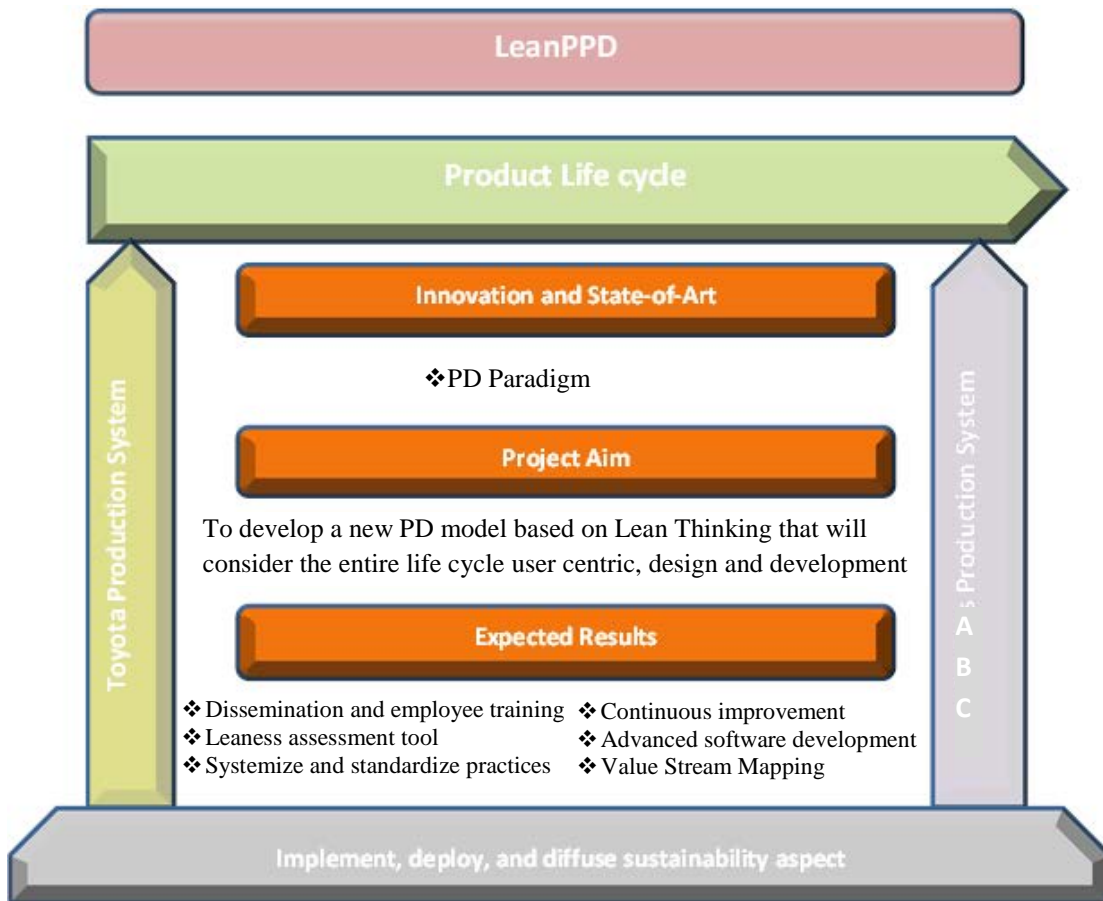 LeanPPD
Product Life cycle
Innovation and State-of-Art
❖PD Paradigm
Project Aim
To develop a new PD model based on Lean Thinking that will
consider the entire life cycle user centric, design and development
Expected Results
❖ Dissemination and employee training
❖ Leaness assessment tool
❖ Systemize and standardize practices
❖ Continuous improvement
❖ Advanced software development
❖ Value Stream Mapping
Toyota Production System
s Production System
A
B
C
Implement, deploy, and diffuse sustainability aspect